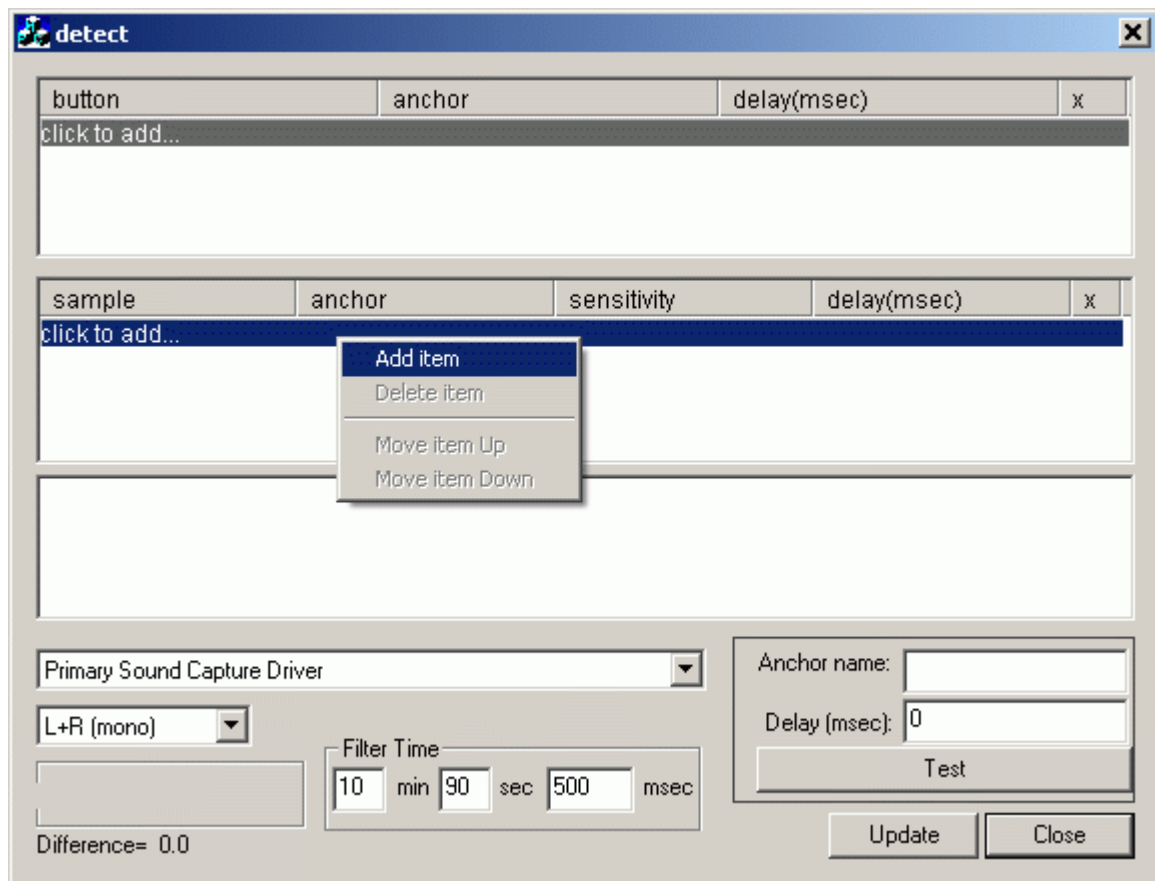 detect
button anchor delay(msec) x
click to add...
sample anchor sensitivity delay(msec) x
click to add...
Add item
Delete item
Move item Up
Move item Down
Primary Sound Capture Driver
L+R (mono)
Filter Time
10 min 90 sec 500 msec
Difference= 0.0
Anchor name:
Delay (msec): 0
Test
Update Close